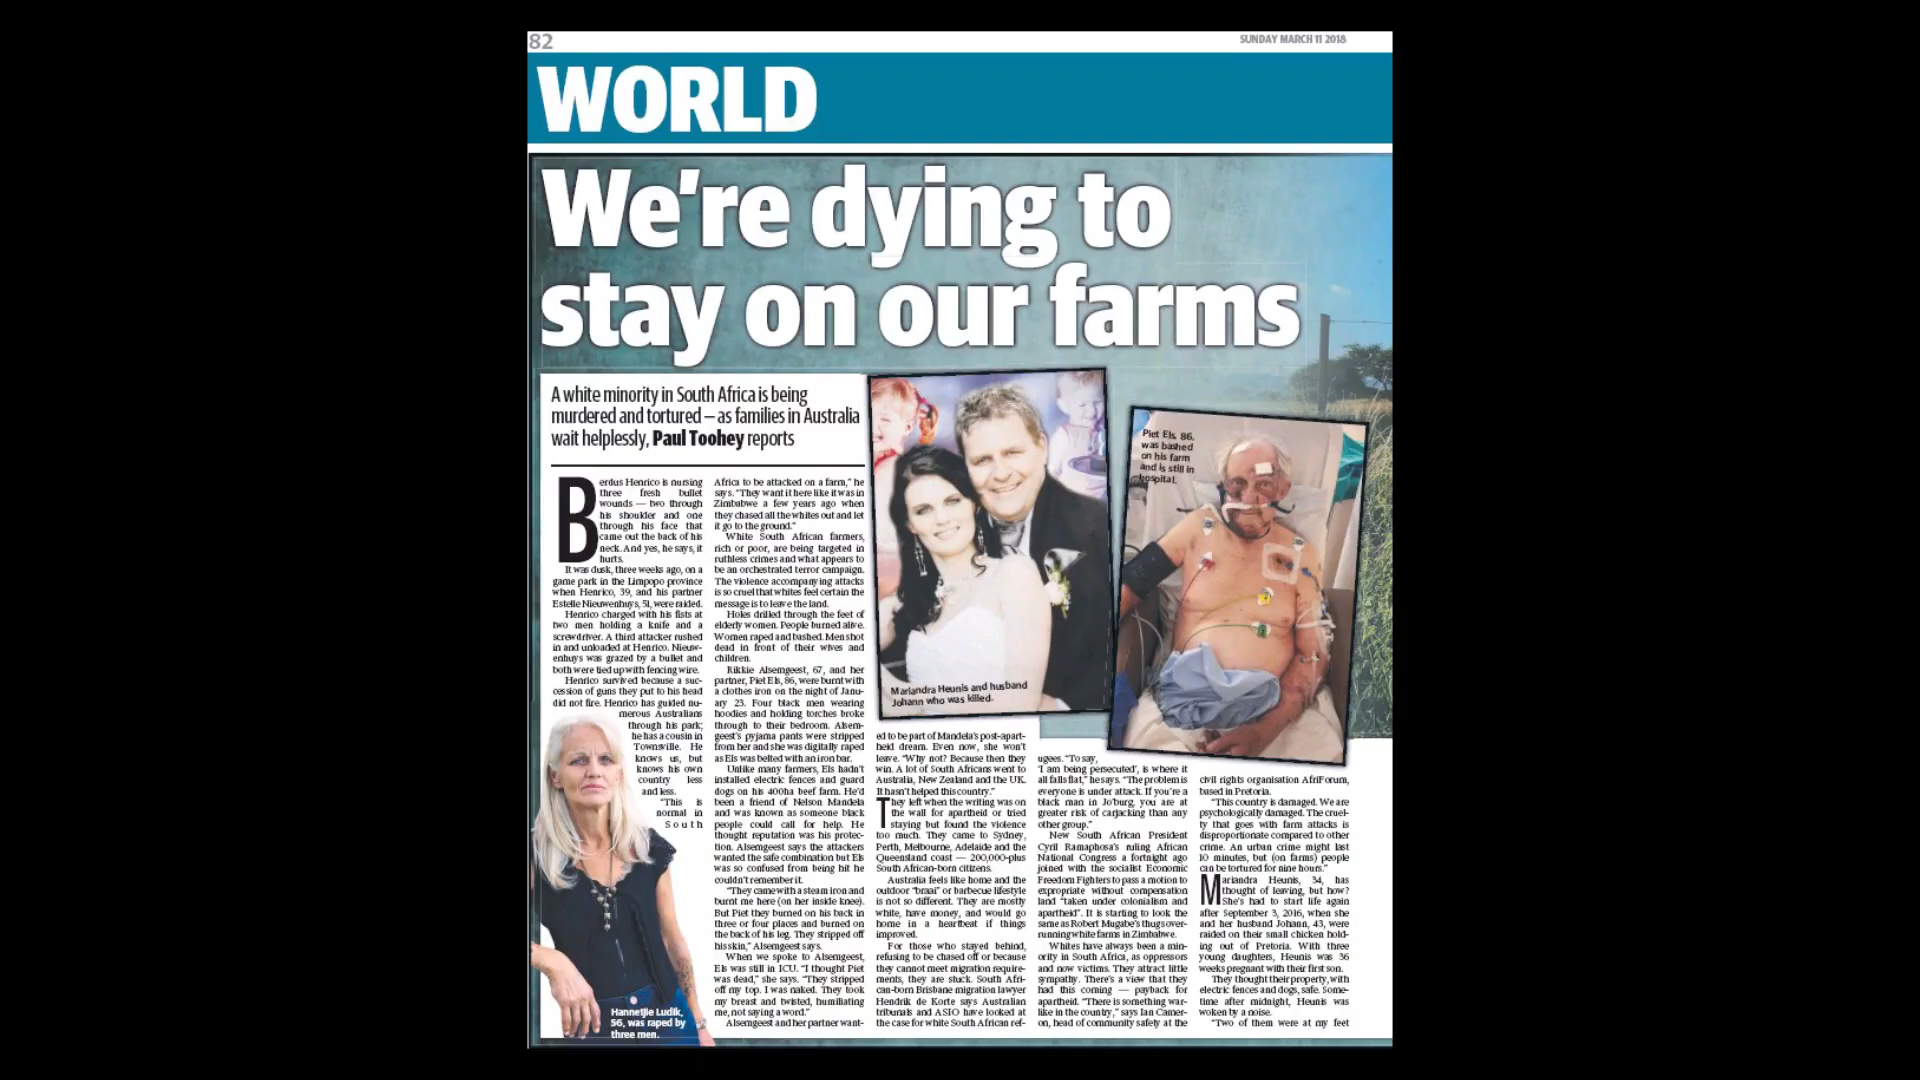 82
SUNDAY MARCH 11 2018
WORLD
We're dying to
stay on our farms
A white minority in South Africa is being
murdered and tortured – as families in Australia
wait helplessly, Paul Toohey reports
Berdus Henrico is nursing
three fresh bullet
wounds — two through
his shoulder and one
through his face that
came out the back of his
neck. And yes, he says, it
hurts.
It was dusk, three weeks ago, on a
game park in the Limpopo province
when Henrico, 39, and his partner
Estelle Nieuwenhuys, 51, were raided.
Henrico charged with his fists at
two men holding a knife and a
screwdriver. A third attacker rushed
in and unloaded at Henrico. Nieuw-
enhuys was grazed by a bullet and
both were tied up with fencing wire.
Henrico survived because a suc-
cession of guns they put to his head
did not fire. Henrico has guided nu-
merous Australians
through his park;
he has a cousin in
Townsville. He
knows us, but
knows his own
country less
and less.
"This is
normal in
South
Africa to be attacked on a farm," he
says. "They want it here like it was in
Zimbabwe a few years ago when
they chased all the whites out and let
it go to the ground."
White South African farmers,
rich or poor, are being targeted in
ruthless crimes and what appears to
be an orchestrated terror campaign.
The violence accompanying attacks
is so cruel that whites feel certain the
message is to leave the land.
Holes drilled through the feet of
elderly women. People burned alive.
Women raped and bashed. Men shot
dead in front of their wives and
children.
Rikkie Alsemgeest, 67, and her
partner, Piet Els, 86, were burnt with
a clothes iron on the night of Janu-
ary 23. Four black men wearing
hoodies and holding torches broke
through to their bedroom. Alsem-
geest's pyjama pants were stripped
from her and she was digitally raped
as Els was belted with an iron bar.
Unlike many farmers, Els hadn't
installed electric fences and guard
dogs on his 400ha beef farm. He'd
been a friend of Nelson Mandela
and was known as someone black
people could call for help. He
thought reputation was his protec-
tion. Alsemgeest says the attackers
wanted the safe combination but Els
was so confused from being hit he
couldn't remember it.
"They came with a steam iron and
burnt me here (on her inside knee).
But Piet they burned on his back in
three or four places and burned on
the back of his leg. They stripped off
his skin," Alsemgeest says.
When we spoke to Alsemgeest,
Els was still in ICU. "I thought Piet
was dead," she says. "They stripped
off my top. I was naked. They took
my breast and twisted, humiliating
me, not saying a word."
Alsemgeest and her partner want-
ed to be part of Mandela's post-apart-
heid dream. Even now, she won't
leave. "Why not? Because then they
win. A lot of South Africans went to
Australia, New Zealand and the UK.
It hasn't helped this country."
They left when the writing was on
the wall for apartheid or tried
staying but found the violence
too much. They came to Sydney,
Perth, Melbourne, Adelaide and the
Queensland coast — 200,000-plus
South African-born citizens.
Australia feels like home and the
outdoor "braai" or barbecue lifestyle
is not so different. They are mostly
white, have money, and would go
home in a heartbeat if things
improved.
For those who stayed behind,
refusing to be chased off or because
they cannot meet migration require-
ments, they are stuck. South Afri-
can-born Brisbane migration lawyer
Hendrik de Korte says Australian
tribunals and ASIO have looked at
the case for white South African ref-
ugees. "To say,
'I am being persecuted', is where it
all falls flat," he says. "The problem is
everyone is under attack. If you're a
black man in Jo'burg, you are at
greater risk of carjacking than any
other group."
New South African President
Cyril Ramaphosa's ruling African
National Congress a fortnight ago
joined with the socialist Economic
Freedom Fighters to pass a motion to
expropriate without compensation
land "taken under colonialism and
apartheid". It is starting to look the
same as Robert Mugabe's thugs over-
running white farms in Zimbabwe.
Whites have always been a min-
ority in South Africa, as oppressors
and now victims. They attract little
sympathy. There's a view that they
had this coming — payback for
apartheid. "There is something war-
like in the country," says Ian Camer-
on, head of community safety at the
civil rights organisation AfriForum,
based in Pretoria.
"This country is damaged. We are
psychologically damaged. The cruel-
ty that goes with farm attacks is
disproportionate compared to other
crime. An urban crime might last
10 minutes, but (on farms) people
can be tortured for nine hours."
Mariandra Heunis, 34, has
thought of leaving, but how?
She's had to start life again
after September 3, 2016, when she
and her husband Johann, 43, were
raided on their small chicken hold-
ing out of Pretoria. With three
young daughters, Heunis was 36
weeks pregnant with their first son.
They thought their property, with
electric fences and dogs, safe. Some-
time after midnight, Heunis was
woken by a noise.
"Two of them were at my feet
Mariandra Heunis and husband
Johann who was killed.
Piet Els, 86,
was bashed
on his farm
and is still in
hospital.
Hannetjie Ludik,
56, was raped by
three men.